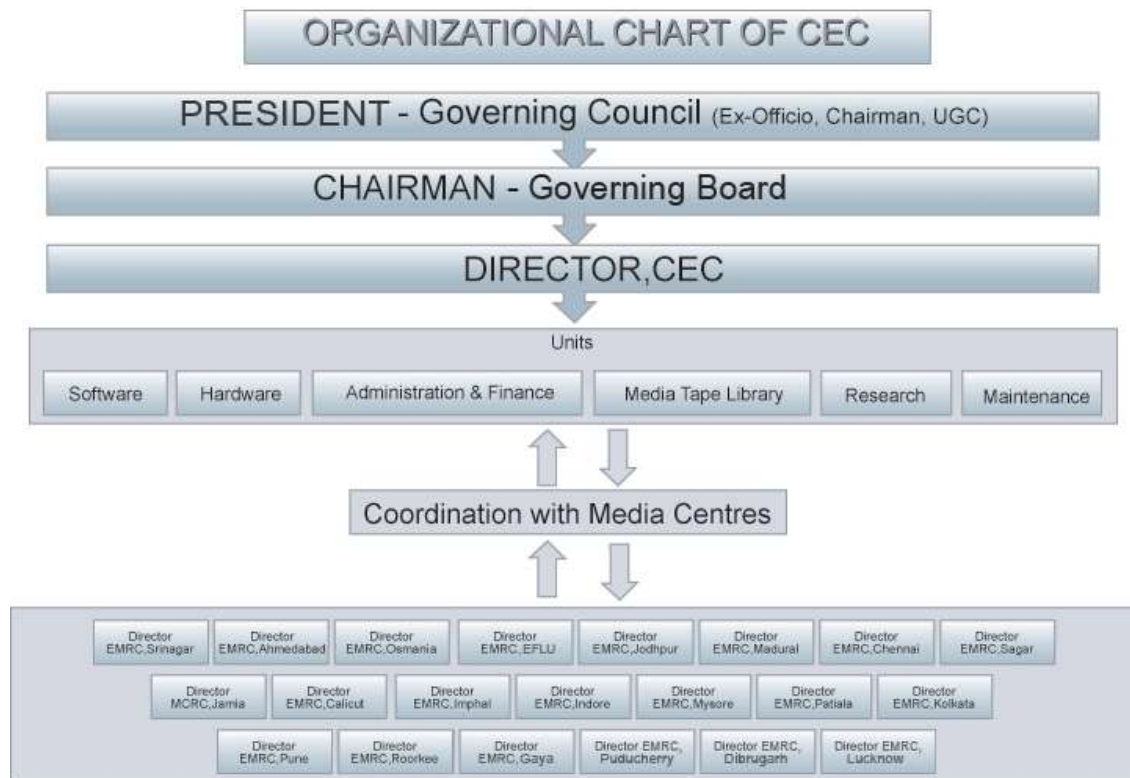 ORGANIZATIONAL CHART OF CEC
PRESIDENT - Governing Council (Ex-Officio, Chairman, UGC)
CHAIRMAN - Governing Board
DIRECTOR,CEC
Units
Software
Hardware
Administration & Finance
Media Tape Library
Research
Maintenance
Coordination with Media Centres
Director
EMRC,Srinagar
Director
EMRC,Ahmedabad
Director
EMRC,Osmania
Director
EMRC,EFLU
Director
EMRC,Jodhpur
Director
EMRC,Madurai
Director
EMRC,Chennai
Director
EMRC,Sagar
Director
MCRC,Jamia
Director
EMRC,Calicut
Director
EMRC,Imphal
Director
EMRC,Indore
Director
EMRC,Mysore
Director
EMRC,Patiala
Director
EMRC,Kolkata
Director
EMRC,Pune
Director
EMRC,Roorkee
Director
EMRC,Gaya
Director EMRC,
Puducherry
Director EMRC,
Dibrugarh
Director EMRC,
Lucknow